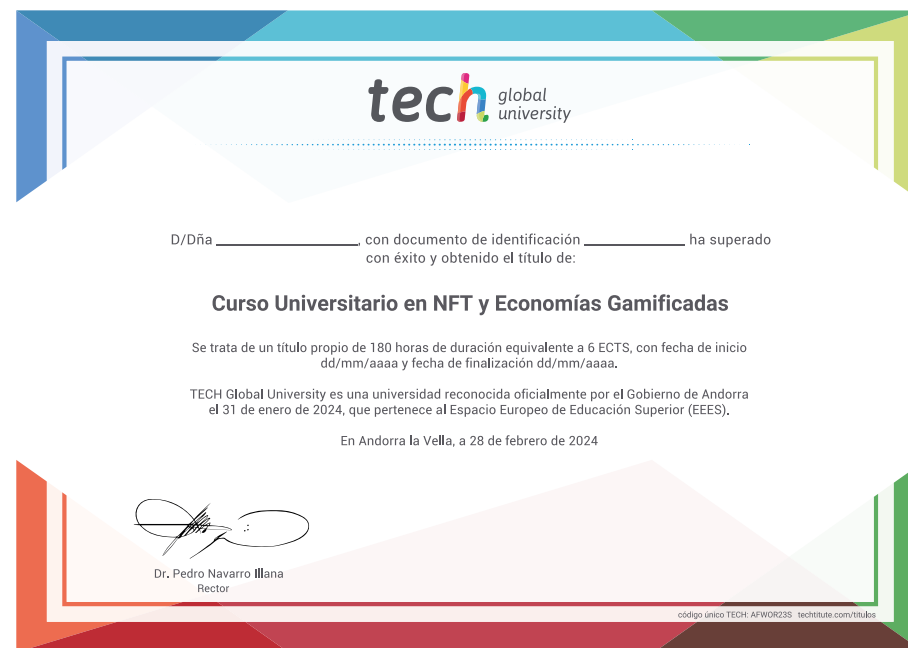 tech global university
D/Dña ____________________, con documento de identificación ______________ ha superado
con éxito y obtenido el título de:
Curso Universitario en NFT y Economías Gamificadas
Se trata de un título propio de 180 horas de duración equivalente a 6 ECTS, con fecha de inicio
dd/mm/aaaa y fecha de finalización dd/mm/aaaa.
TECH Global University es una universidad reconocida oficialmente por el Gobierno de Andorra
el 31 de enero de 2024, que pertenece al Espacio Europeo de Educación Superior (EEES).
En Andorra la Vella, a 28 de febrero de 2024
Dr. Pedro Navarro Illana
Rector
código único TECH: AFWOR23S techtitute.com/titulos